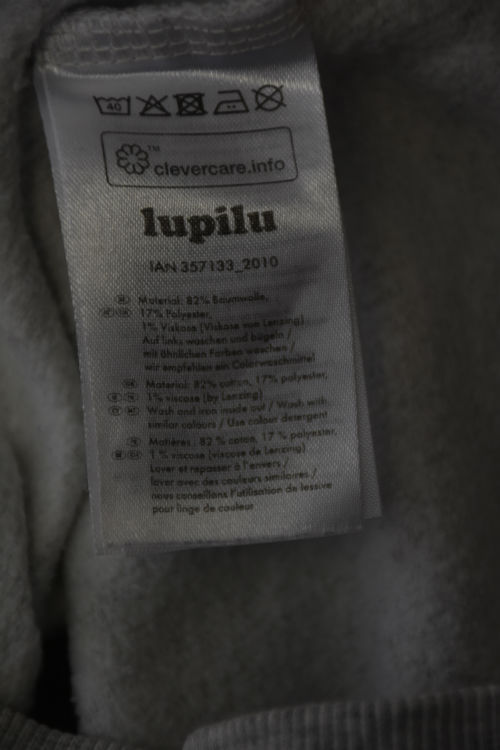 40
clevercare.info
lupilu
IAN 357133_2010
Material: 82% Baumwolle,
17% Polyester,
1% Viskose (Viskose von Lenzing)
Auf links waschen und bügeln /
mit ähnlichen Farben waschen /
wir empfehlen ein Colorwaschmittel
Material: 82% cotton, 17% polyester,
1% viscose (by Lenzing)
Wash and iron inside out / Wash with
similar colours / Use colour detergent
Matières : 82 % coton, 17 % polyester,
1 % viscose (viscose de Lenzing)
Laver et repasser à l'envers /
laver avec des couleurs similaires /
nous conseillons l'utilisation de lessive
pour linge de couleur